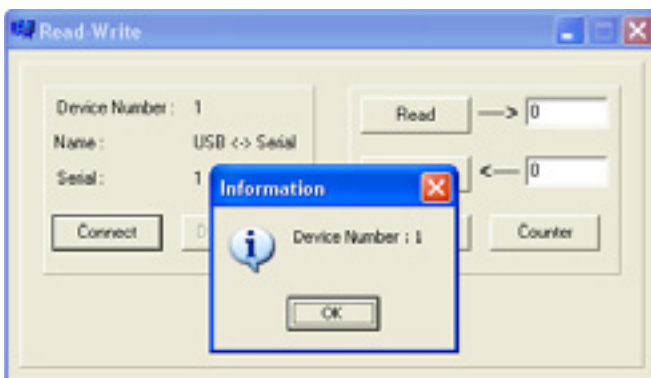 Read-Write
Device Number : 1
Name : USB <-> Serial
Serial : 1
Connect
D
Read ---> 0
<--- 0
Counter
Information
Device Number : 1
OK